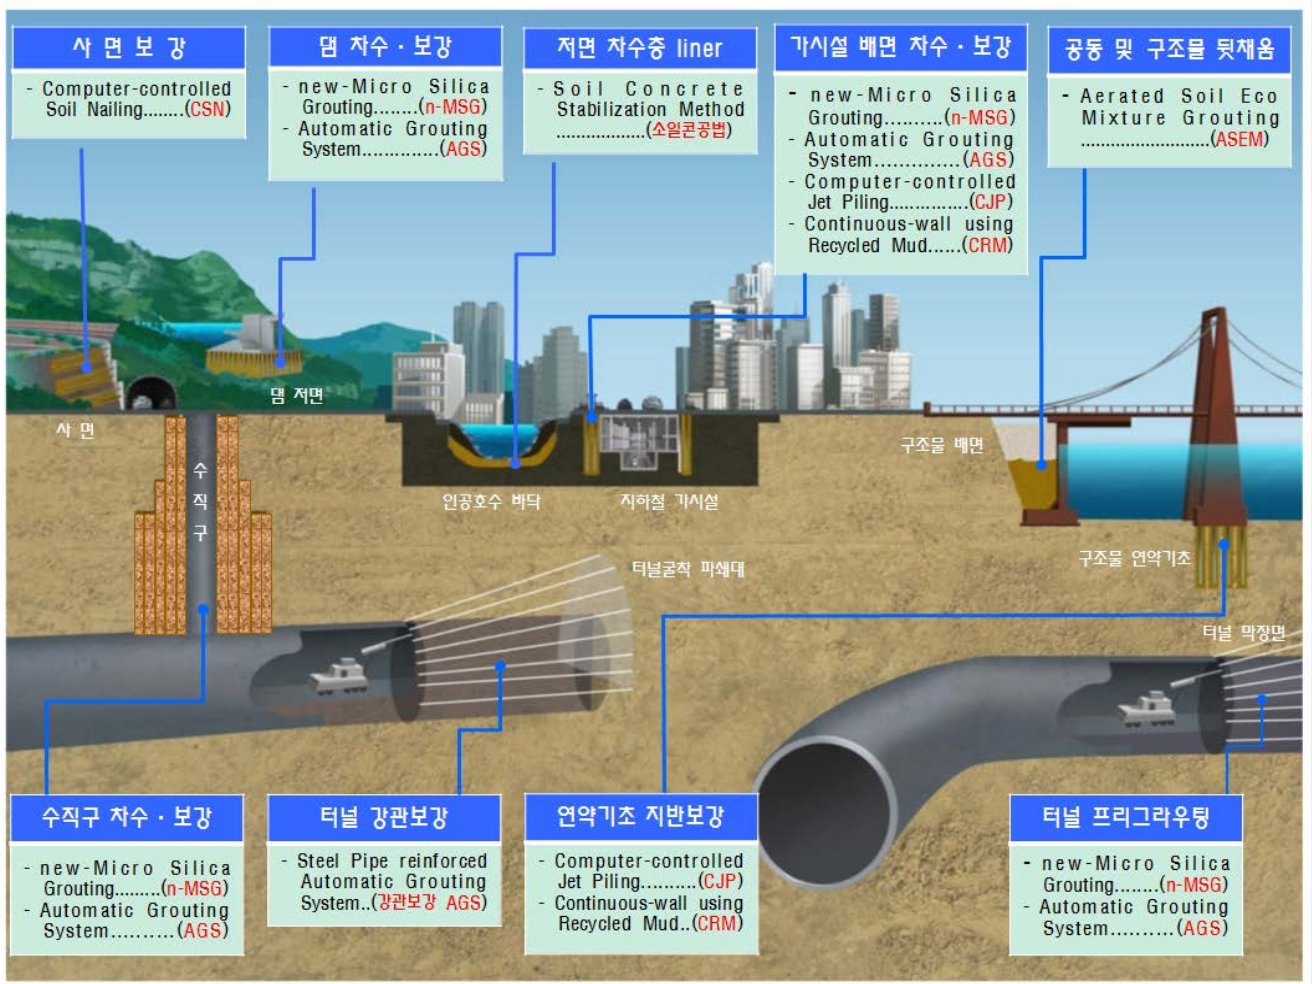 사 면 보 강
- Computer-controlled
Soil Nailing........(CSN)
댐 차수 · 보강
- new-Micro Silica
Grouting........(n-MSG)
- Automatic Grouting
System..............(AGS)
저면 차수층 liner
- Soil Concrete
Stabilization Method
..................(소일콘공법)
가시설 배면 차수 · 보강
- new-Micro Silica
Grouting..........(n-MSG)
- Automatic Grouting
System...............(AGS)
- Computer-controlled
Jet Piling...............(CJP)
- Continuous-wall using
Recycled Mud......(CRM)
공동 및 구조물 뒷채움
- Aerated Soil Eco
Mixture Grouting
..........................(ASEM)
댐 저면
사 면
수
직
구
인공호수 바닥
지하철 가시설
구조물 배면
구조물 연약기초
터널굴착 파쇄대
터널 막장면
수직구 차수 · 보강
- new-Micro Silica
Grouting.........(n-MSG)
- Automatic Grouting
System..........(AGS)
터널 강관보강
- Steel Pipe reinforced
Automatic Grouting
System..(강관보강 AGS)
연약기초 지반보강
- Computer-controlled
Jet Piling..........(CJP)
- Continuous-wall using
Recycled Mud..(CRM)
터널 프리그라우팅
- new-Micro Silica
Grouting........(n-MSG)
- Automatic Grouting
System..........(AGS)